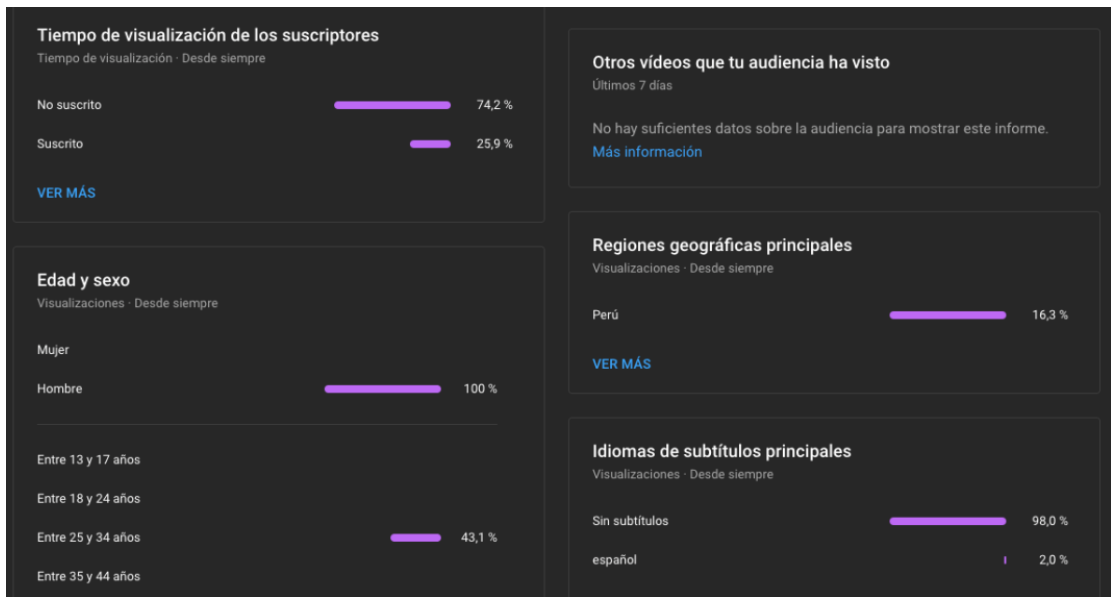 Tiempo de visualización de los suscriptores
Tiempo de visualización · Desde siempre
No suscrito 74,2 %
Suscrito 25,9 %
VER MÁS
Edad y sexo
Visualizaciones · Desde siempre
Mujer
Hombre 100 %
Entre 13 y 17 años
Entre 18 y 24 años
Entre 25 y 34 años 43,1 %
Entre 35 y 44 años
Otros vídeos que tu audiencia ha visto
Últimos 7 días
No hay suficientes datos sobre la audiencia para mostrar este informe.
Más información
Regiones geográficas principales
Visualizaciones · Desde siempre
Perú 16,3 %
VER MÁS
Idiomas de subtítulos principales
Visualizaciones · Desde siempre
Sin subtítulos 98,0 %
español 2,0 %